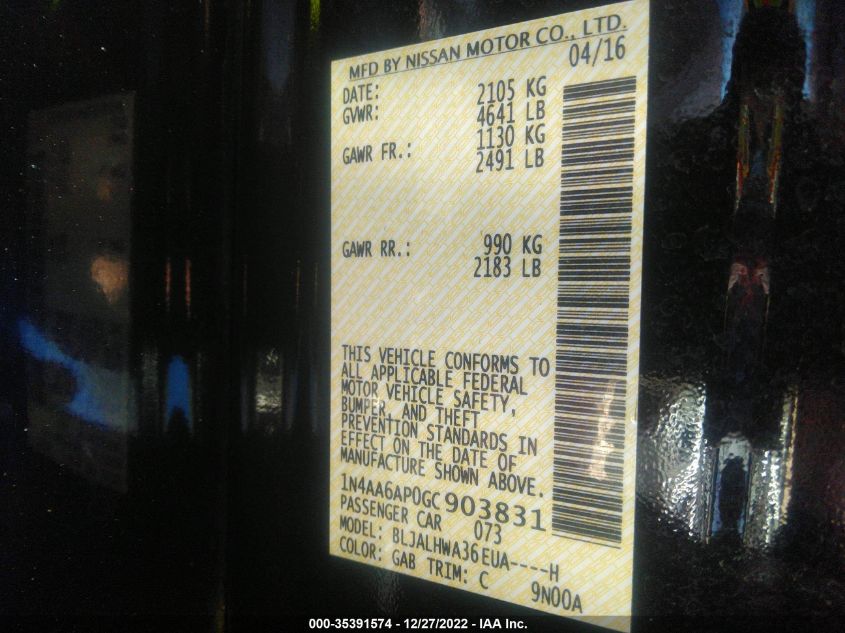 MFD BY NISSAN MOTOR CO., LTD.
DATE: 04/16
GVWR: 2105 KG
4641 LB
GAWR FR.: 1130 KG
2491 LB
GAWR RR.: 990 KG
2183 LB
THIS VEHICLE CONFORMS TO
ALL APPLICABLE FEDERAL
MOTOR VEHICLE SAFETY,
BUMPER, AND THEFT
PREVENTION STANDARDS IN
EFFECT ON THE DATE OF
MANUFACTURE SHOWN ABOVE.
1N4AA6AP0GC903831
PASSENGER CAR 073
MODEL: BLJALHWA36EUA----H
COLOR: GAB TRIM: C 9N00A
000-35391574 - 12/27/2022 - IAA Inc.